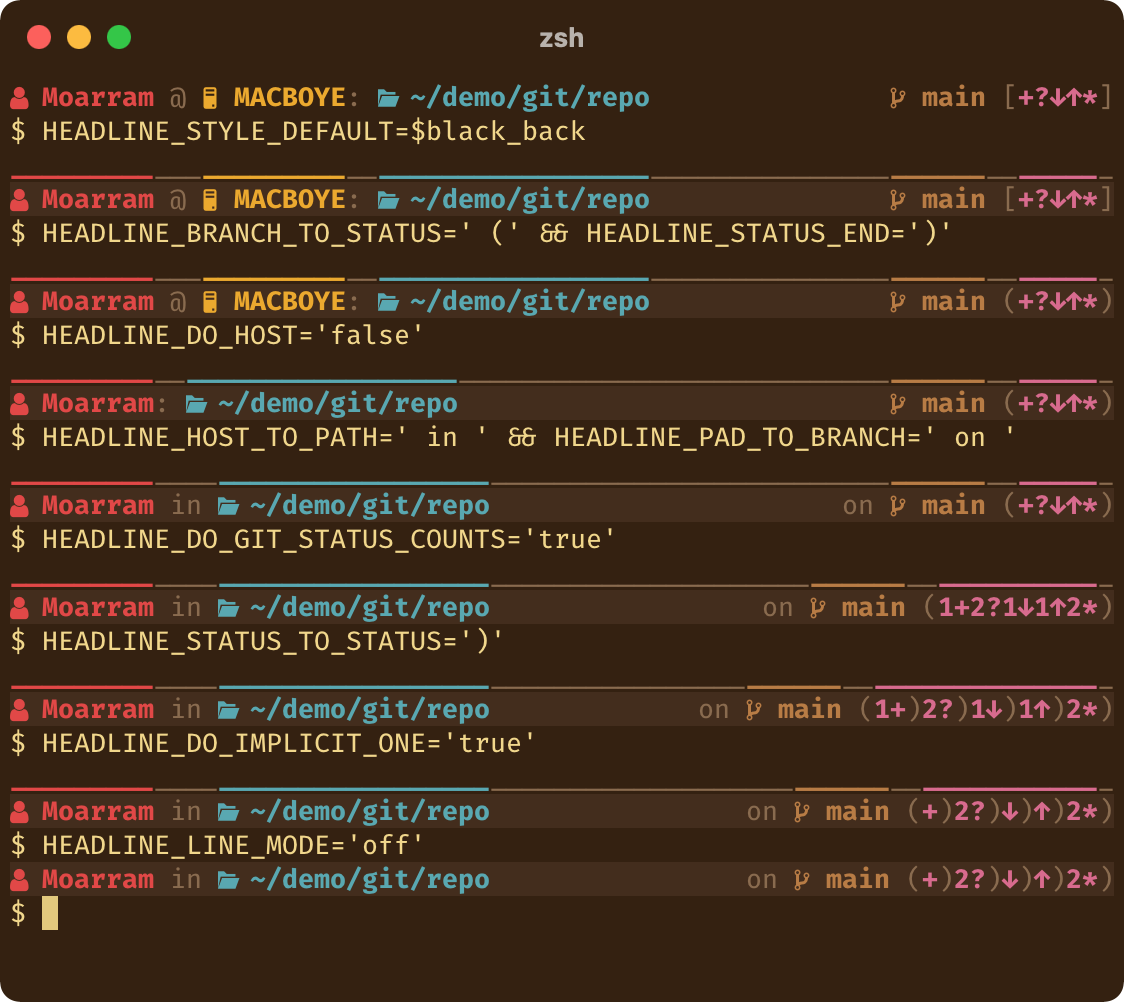 zsh
Moarram @ MACBOYE: ~/demo/git/repo main [+?↓↑*]
$ HEADLINE_STYLE_DEFAULT=$black_back
Moarram @ MACBOYE: ~/demo/git/repo main [+?↓↑*]
$ HEADLINE_BRANCH_TO_STATUS=' (' && HEADLINE_STATUS_END=')'
Moarram @ MACBOYE: ~/demo/git/repo main (+?↓↑*)
$ HEADLINE_DO_HOST='false'
Moarram: ~/demo/git/repo main (+?↓↑*)
$ HEADLINE_HOST_TO_PATH=' in ' && HEADLINE_PAD_TO_BRANCH=' on '
Moarram in ~/demo/git/repo on main (+?↓↑*)
$ HEADLINE_DO_GIT_STATUS_COUNTS='true'
Moarram in ~/demo/git/repo on main (1+2?1↓1↑2*)
$ HEADLINE_STATUS_TO_STATUS=')'
Moarram in ~/demo/git/repo on main (1+)2?)1↓)1↑)2*)
$ HEADLINE_DO_IMPLICIT_ONE='true'
Moarram in ~/demo/git/repo on main (+)2?)↓)↑)2*)
$ HEADLINE_LINE_MODE='off'
Moarram in ~/demo/git/repo on main (+)2?)↓)↑)2*)
$